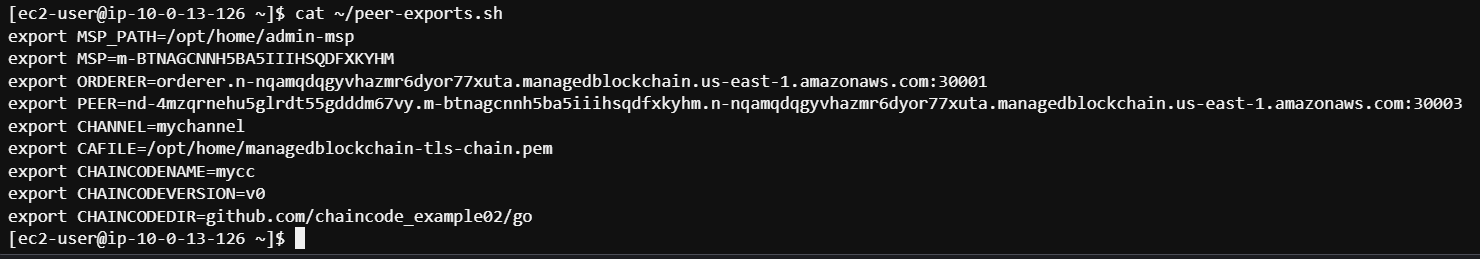 [ec2-user@ip-10-0-13-126 ~]$ cat ~/peer-exports.sh
export MSP_PATH=/opt/home/admin-msp
export MSP=m-BTNAGCNNH5BA5IIIHSQDFXKYHM
export ORDERER=orderer.n-nqamqdqgyvhazmr6dyor77xuta.managedblockchain.us-east-1.amazonaws.com:30001
export PEER=nd-4mzqrnehu5glrdt55gdddm67vy.m-btnagcnnh5ba5iiihsqdfxkyhm.n-nqamqdqgyvhazmr6dyor77xuta.managedblockchain.us-east-1.amazonaws.com:30003
export CHANNEL=mychannel
export CAFILE=/opt/home/managedblockchain-tls-chain.pem
export CHAINCODENAME=mycc
export CHAINCODEVERSION=v0
export CHAINCODEDIR=github.com/chaincode_example02/go
[ec2-user@ip-10-0-13-126 ~]$